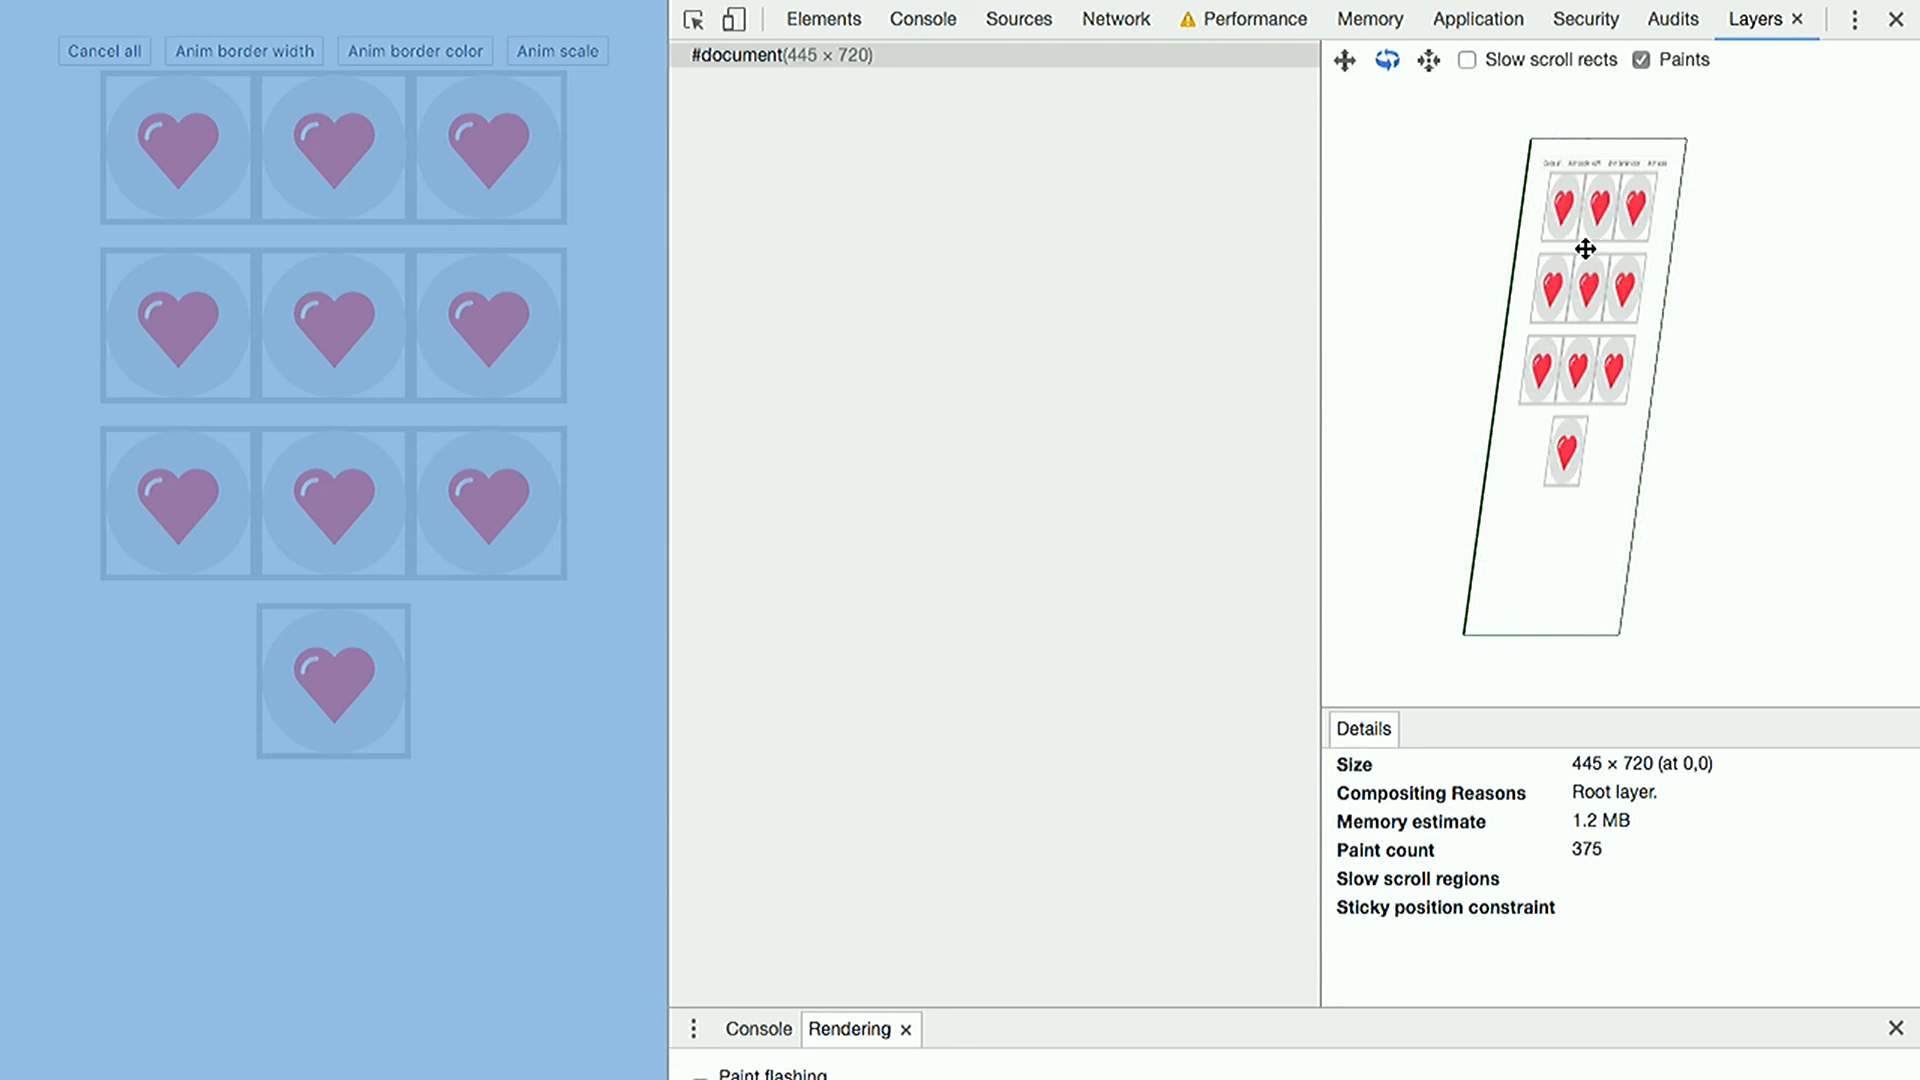 Cancel all Anim border width Anim border color Anim scale
Elements Console Sources Network Performance Memory Application Security Audits Layers
#document(445 × 720)
Slow scroll rects Paints
Details
Size 445 × 720 (at 0,0)
Compositing Reasons Root layer.
Memory estimate 1.2 MB
Paint count 375
Slow scroll regions
Sticky position constraint
Console Rendering
Paint flashing